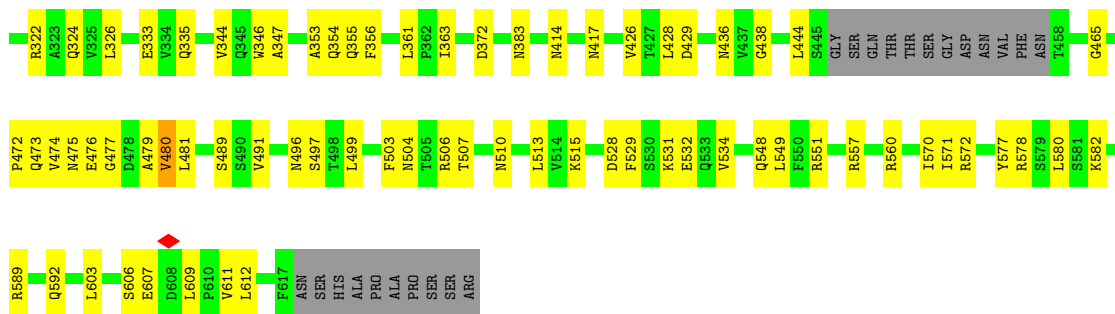 R322 A323 Q324 V325 L326 E333 V334 Q335 V344 Q345 W346 A347 A353 Q354 Q355 F356 L361 P362 I363 D372 N383 N414 N417 V426 T427 L428 D429 N436 V437 G438 L444 S445 GLY SER GLN THR THR SER GLY ASP ASN VAL PHE ASN T458 G465
P472 Q473 V474 N475 E476 G477 D478 A479 V480 L481 S489 S490 V491 N496 S497 T498 L499 F503 N504 T505 R506 T507 N510 L513 V514 K515 D528 F529 S530 K531 E532 Q533 V534 Q548 L549 F550 R551 R557 R560 I570 I571 R572 Y577 R578 S579 L580 S581 K582
R589 Q592 L603 S606 E607 D608 L609 P610 V611 L612 F617 ASN SER HIS ALA PRO ALA PRO SER SER ARG